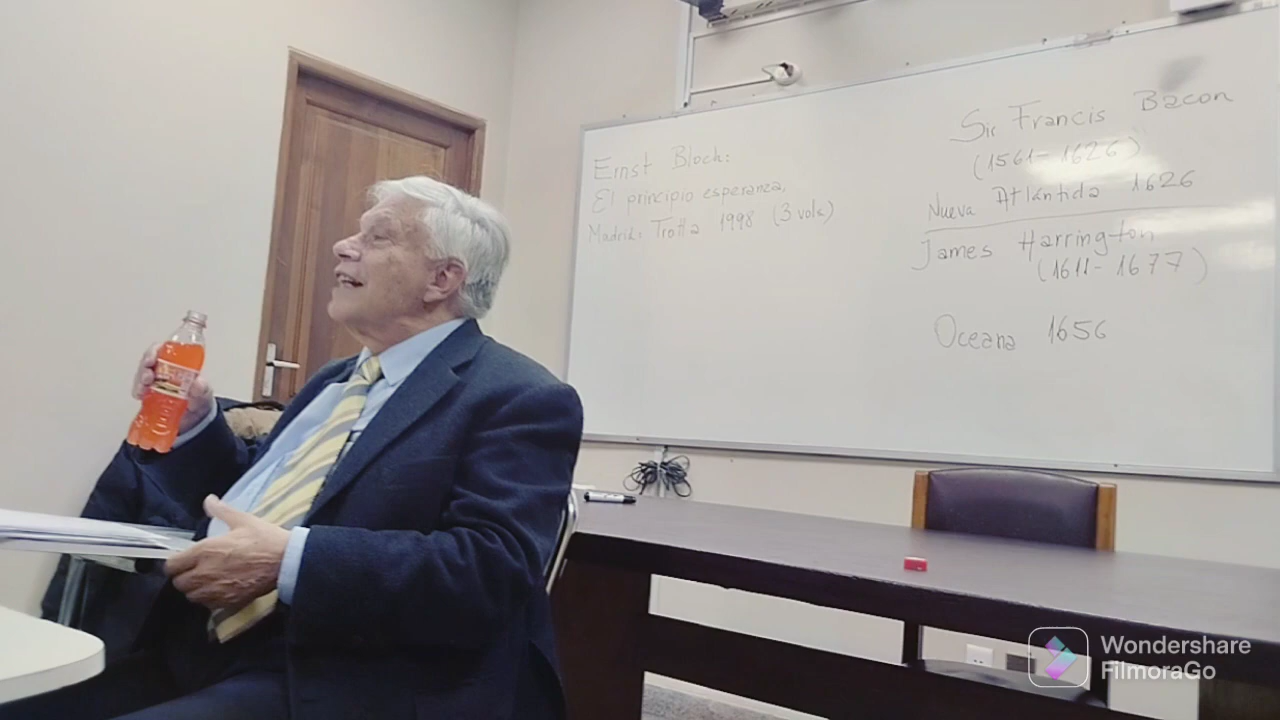 Ernst Bloch:
El principio esperanza,
Madrid: Trotta 1998 (3 vols)
Sir Francis Bacon
(1561-1626)
Nueva Atlántida 1626
James Harrington
(1611-1677)
Oceana 1656
Wondershare
FilmoraGo